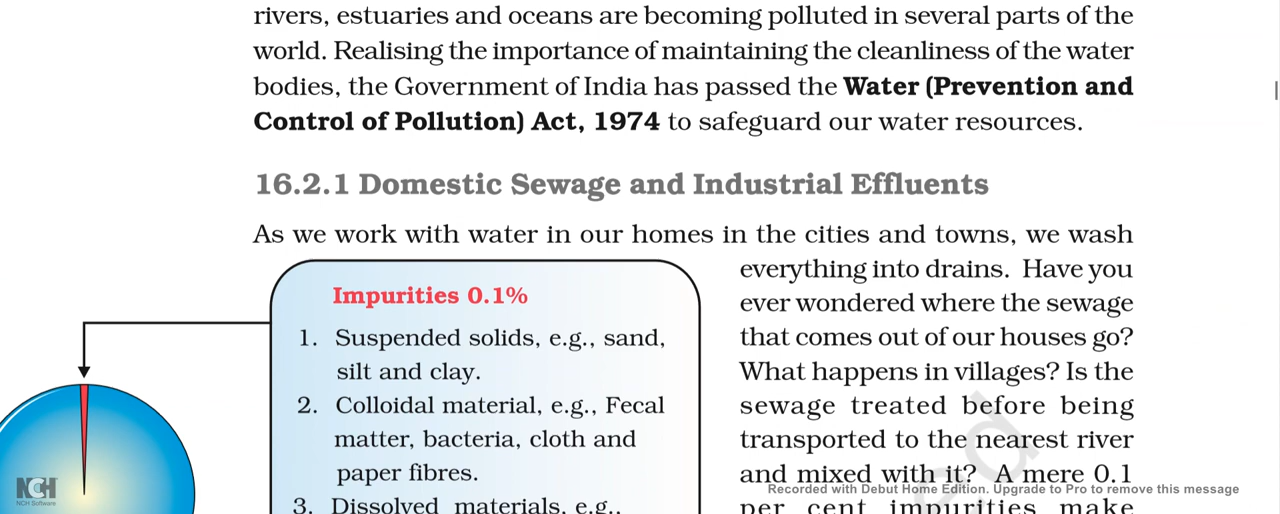 rivers, estuaries and oceans are becoming polluted in several parts of the
world. Realising the importance of maintaining the cleanliness of the water
bodies, the Government of India has passed the Water (Prevention and
Control of Pollution) Act, 1974 to safeguard our water resources.
16.2.1 Domestic Sewage and Industrial Effluents
As we work with water in our homes in the cities and towns, we wash
everything into drains. Have you
ever wondered where the sewage
that comes out of our houses go?
What happens in villages? Is the
sewage treated before being
transported to the nearest river
and mixed with it? A mere 0.1
per cent impurities make
Impurities 0.1%
1. Suspended solids, e.g., sand,
silt and clay.
2. Colloidal material, e.g., Fecal
matter, bacteria, cloth and
paper fibres.
3. Dissolved materials, e.g.,
NCH
NCH Software
Recorded with Debut Home Edition. Upgrade to Pro to remove this message